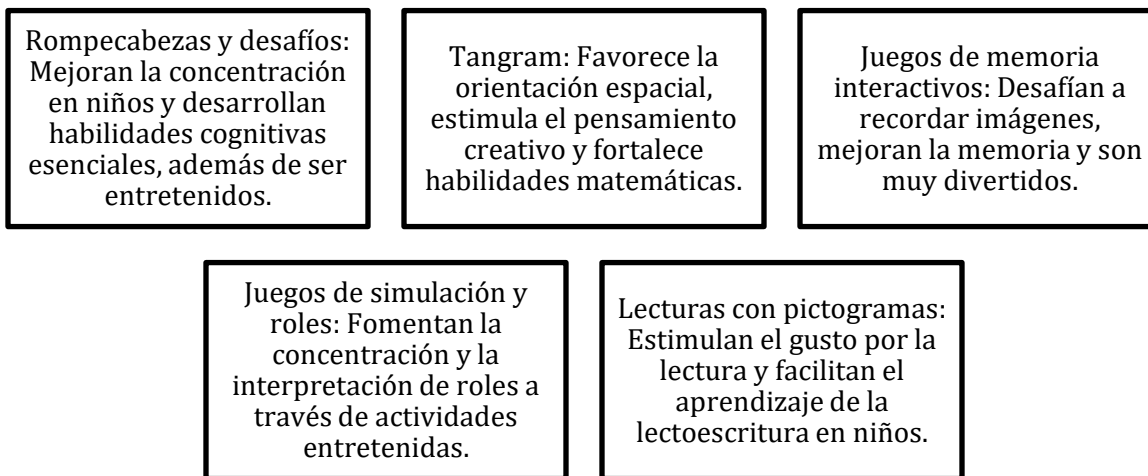 Rompecabezas y desafíos:
Mejoran la concentración
en niños y desarrollan
habilidades cognitivas
esenciales, además de ser
entretenidos.
Tangram: Favorece la
orientación espacial,
estimula el pensamiento
creativo y fortalece
habilidades matemáticas.
Juegos de memoria
interactivos: Desafían a
recordar imágenes,
mejoran la memoria y son
muy divertidos.
Juegos de simulación y
roles: Fomentan la
concentración y la
interpretación de roles a
través de actividades
entretenidas.
Lecturas con pictogramas:
Estimulan el gusto por la
lectura y facilitan el
aprendizaje de la
lectoescritura en niños.